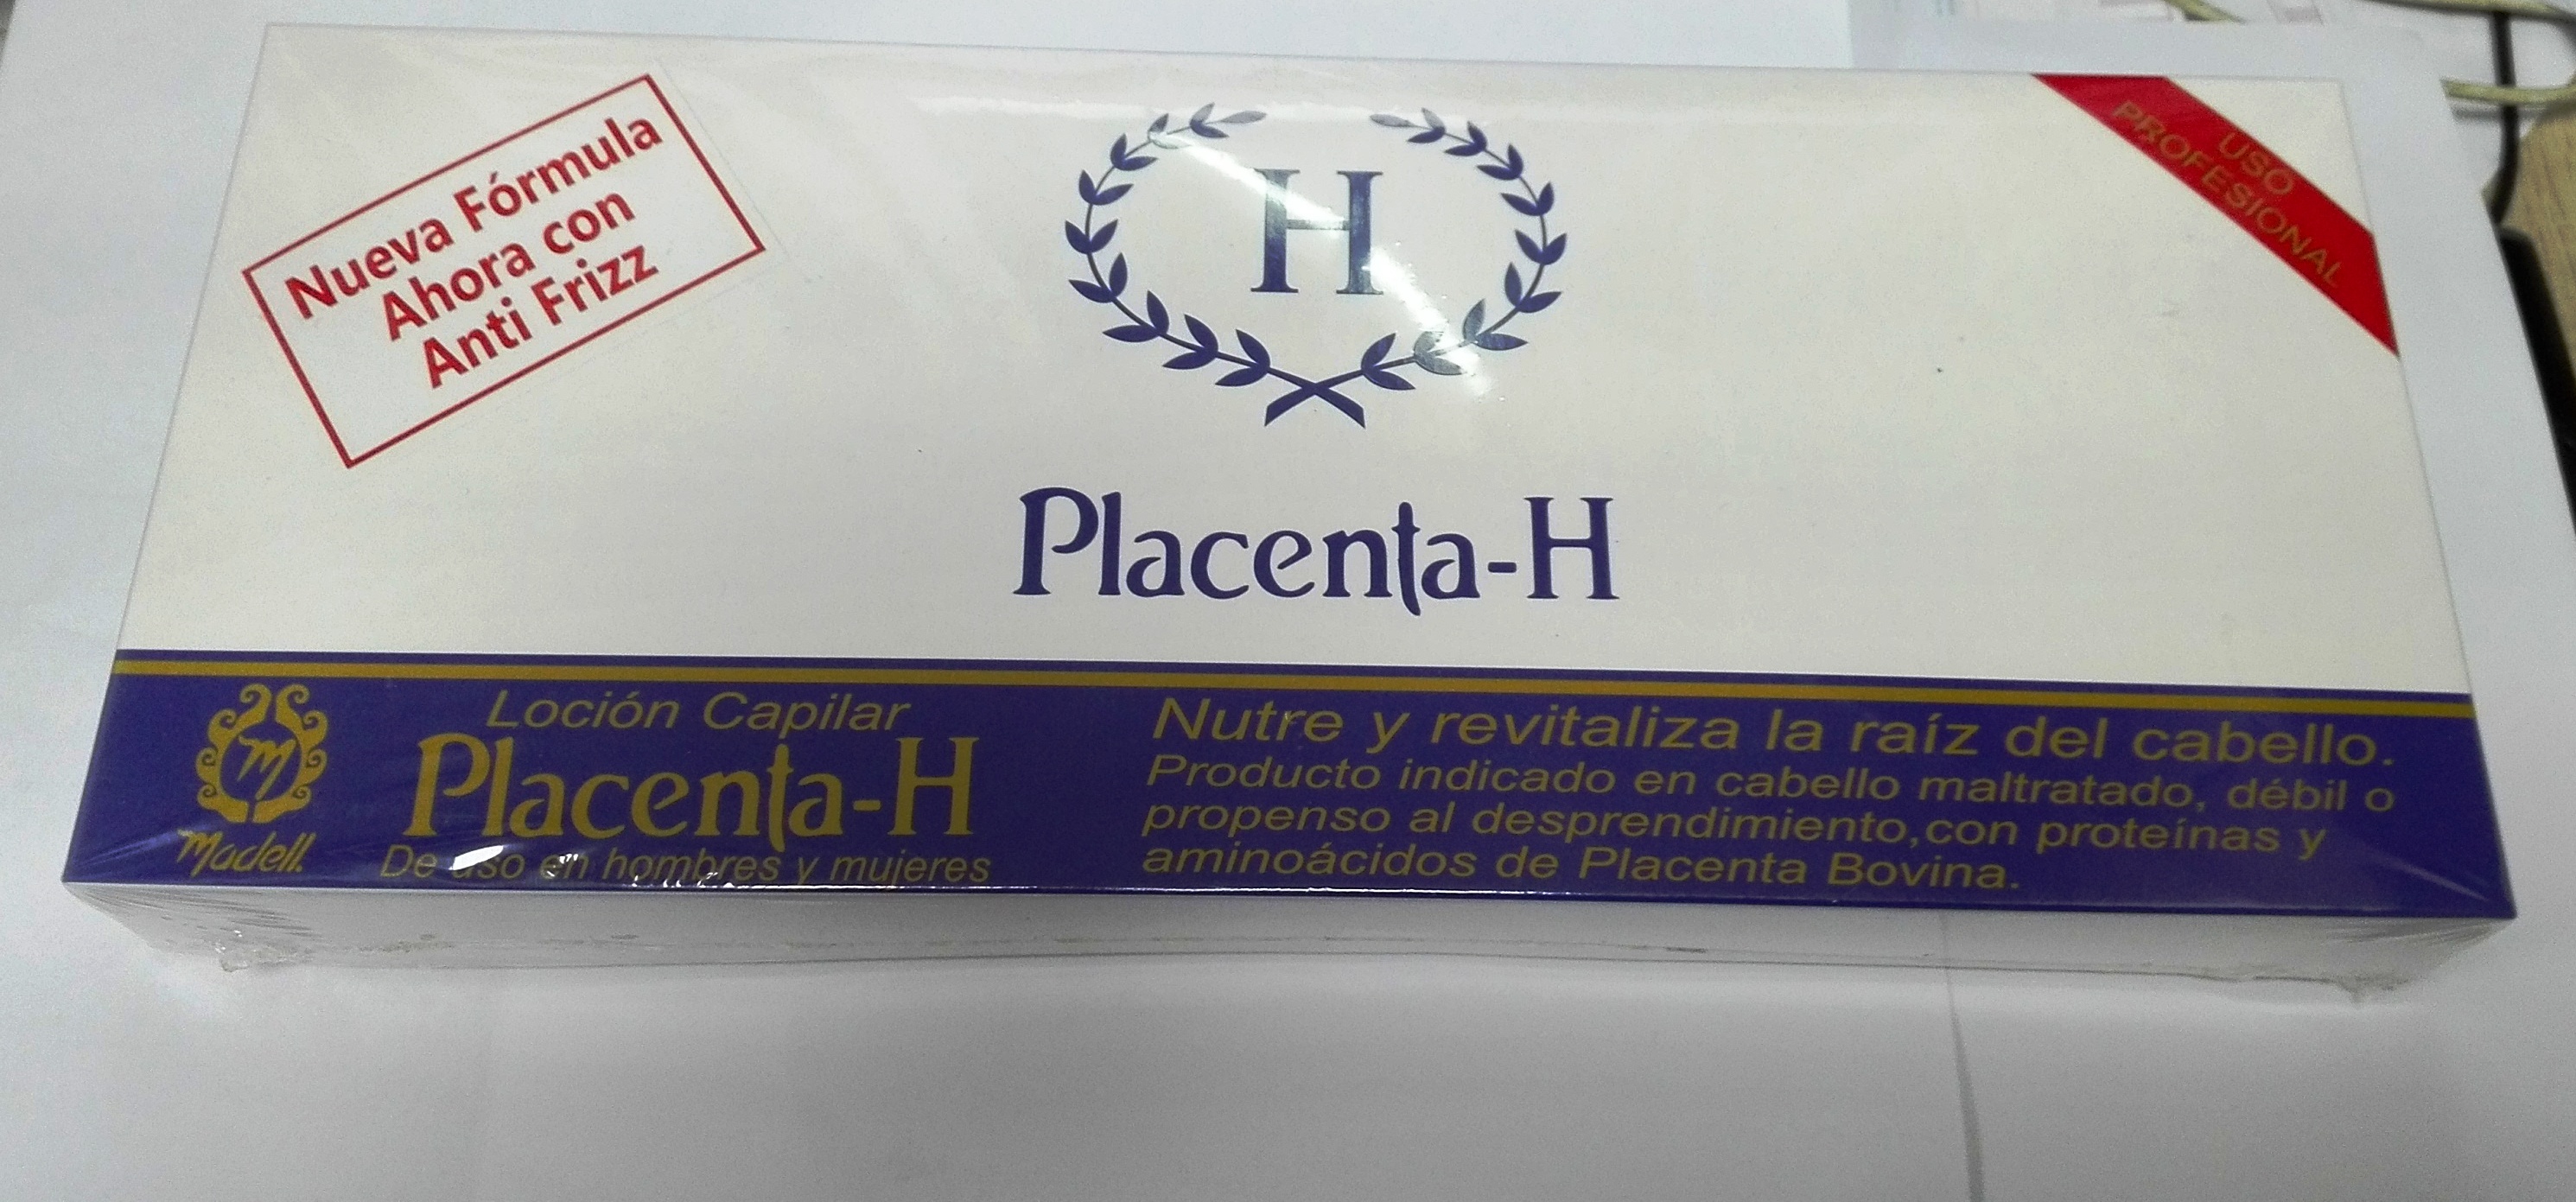 Nueva Fórmula
Ahora con
Anti Frizz
H
USO
PROFESIONAL
Placenta-H
m
Madell.
Loción Capilar
Placenta-H
De uso en hombres y mujeres
Nutre y revitaliza la raíz del cabello.
Producto indicado en cabello maltratado, débil o
propenso al desprendimiento,con proteínas y
aminoácidos de Placenta Bovina.